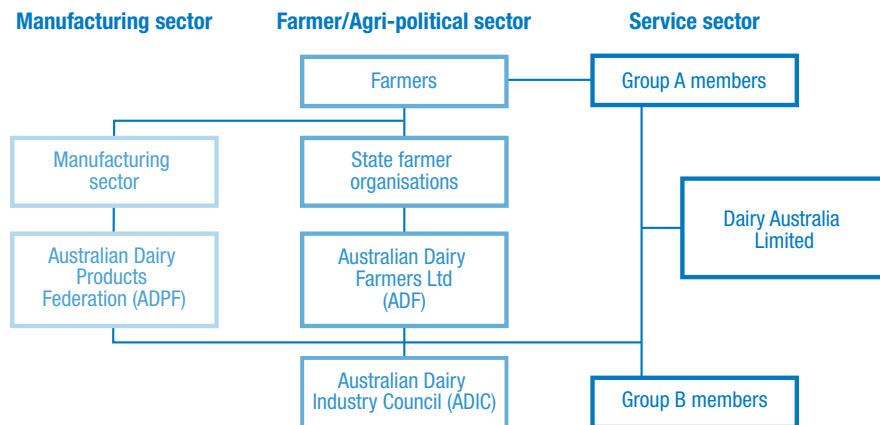 Manufacturing sector
Farmer/Agri-political sector
Service sector
Farmers
Group A members
Manufacturing
sector
State farmer
organisations
Dairy Australia
Limited
Australian Dairy
Products
Federation (ADPF)
Australian Dairy
Farmers Ltd
(ADF)
Australian Dairy
Industry Council (ADIC)
Group B members